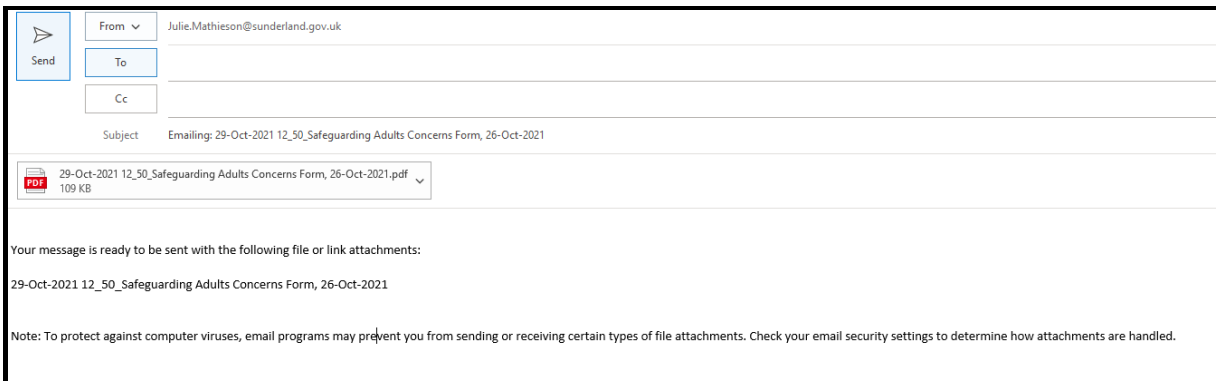 From
Julie.Mathieson@sunderland.gov.uk
Send
To
Cc
Subject
Emailing: 29-Oct-2021 12_50_Safeguarding Adults Concerns Form, 26-Oct-2021
PDF
29-Oct-2021 12_50_Safeguarding Adults Concerns Form, 26-Oct-2021.pdf
109 KB
Your message is ready to be sent with the following file or link attachments:
29-Oct-2021 12_50_Safeguarding Adults Concerns Form, 26-Oct-2021
Note: To protect against computer viruses, email programs may prevent you from sending or receiving certain types of file attachments. Check your email security settings to determine how attachments are handled.